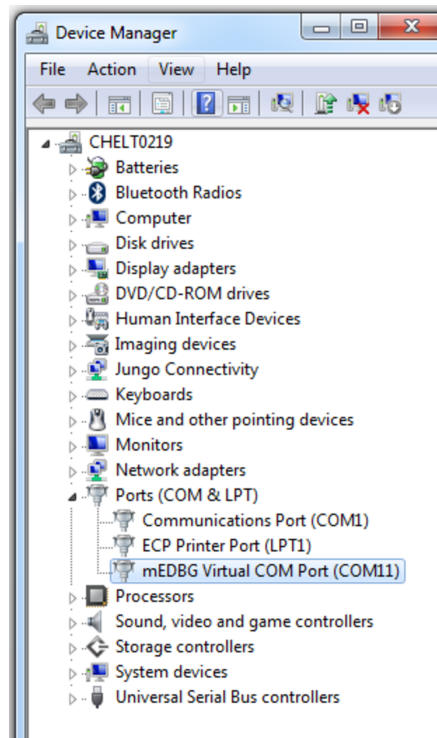 Device Manager
File Action View Help
CHELT0219
Batteries
Bluetooth Radios
Computer
Disk drives
Display adapters
DVD/CD-ROM drives
Human Interface Devices
Imaging devices
Jungo Connectivity
Keyboards
Mice and other pointing devices
Monitors
Network adapters
Ports (COM & LPT)
Communications Port (COM1)
ECP Printer Port (LPT1)
mEDBG Virtual COM Port (COM11)
Processors
Sound, video and game controllers
Storage controllers
System devices
Universal Serial Bus controllers